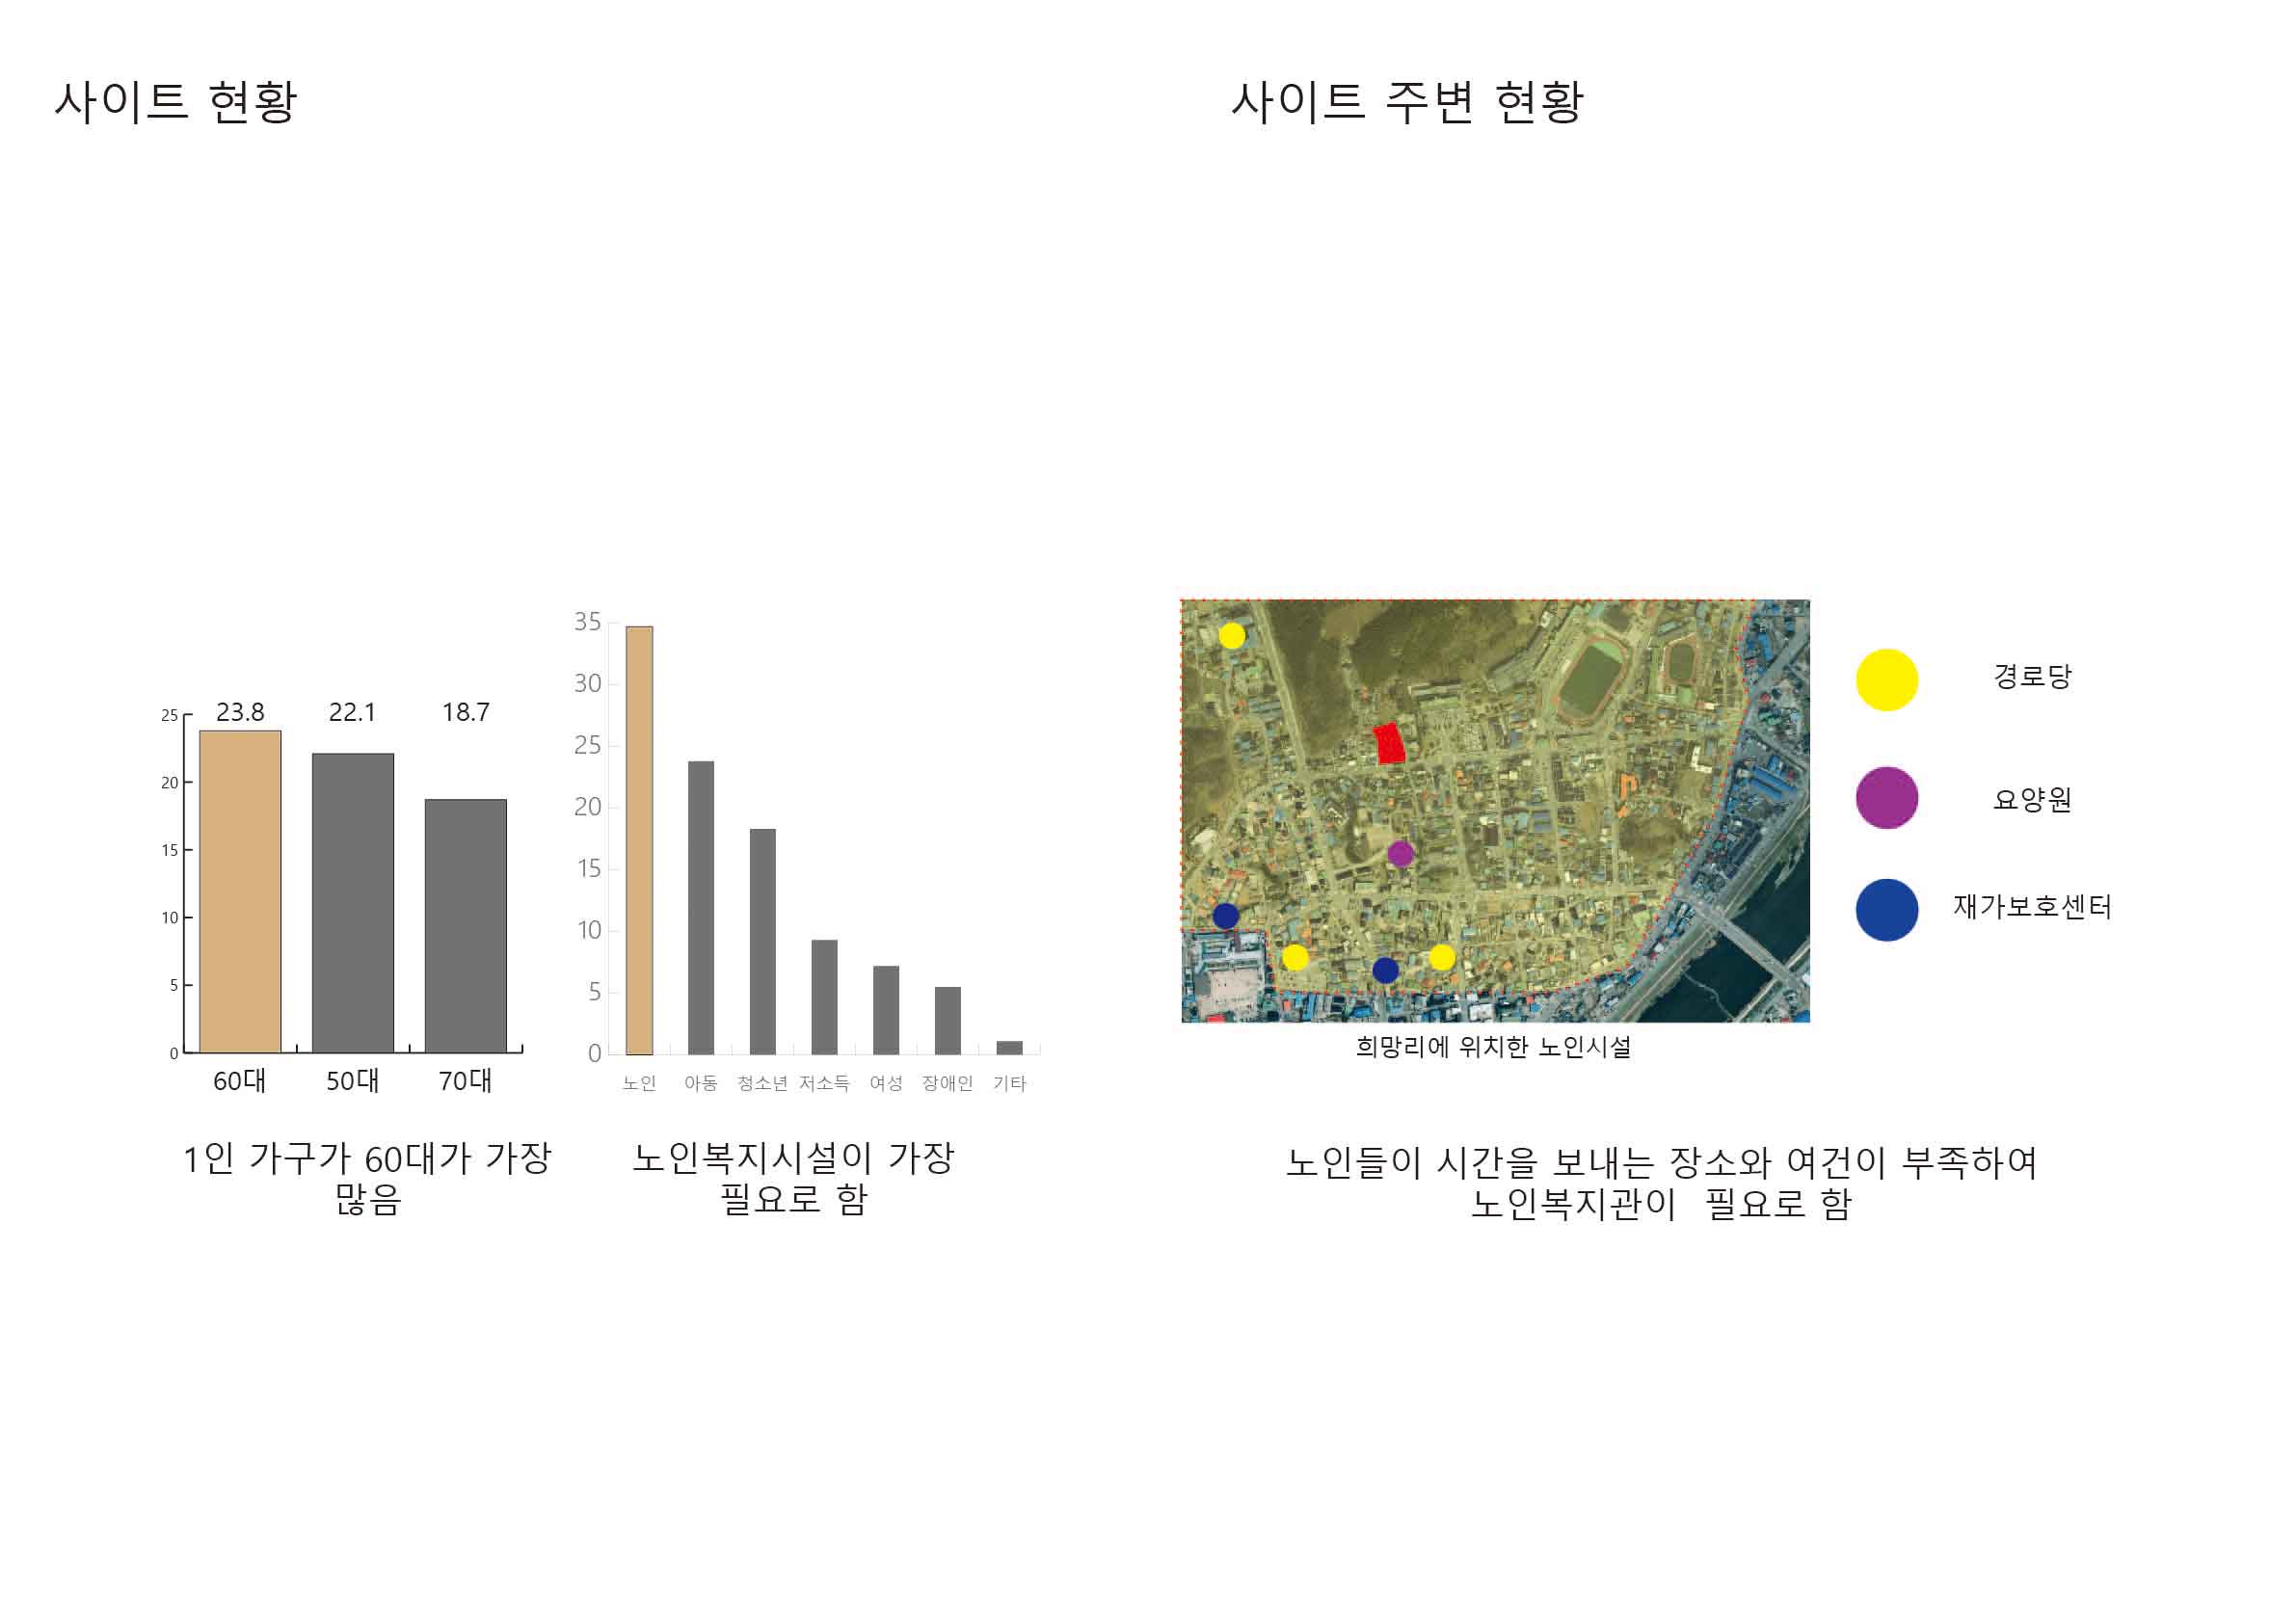 사이트 현황
사이트 주변 현황
25
20
15
10
5
0
23.8
22.1
18.7
60대
50대
70대
1인 가구가 60대가 가장
많음
35
30
25
20
15
10
5
0
노인
아동
청소년
저소득
여성
장애인
기타
노인복지시설이 가장
필요로 함
경로당
요양원
재가보호센터
희망리에 위치한 노인시설
노인들이 시간을 보내는 장소와 여건이 부족하여
노인복지관이 필요로 함